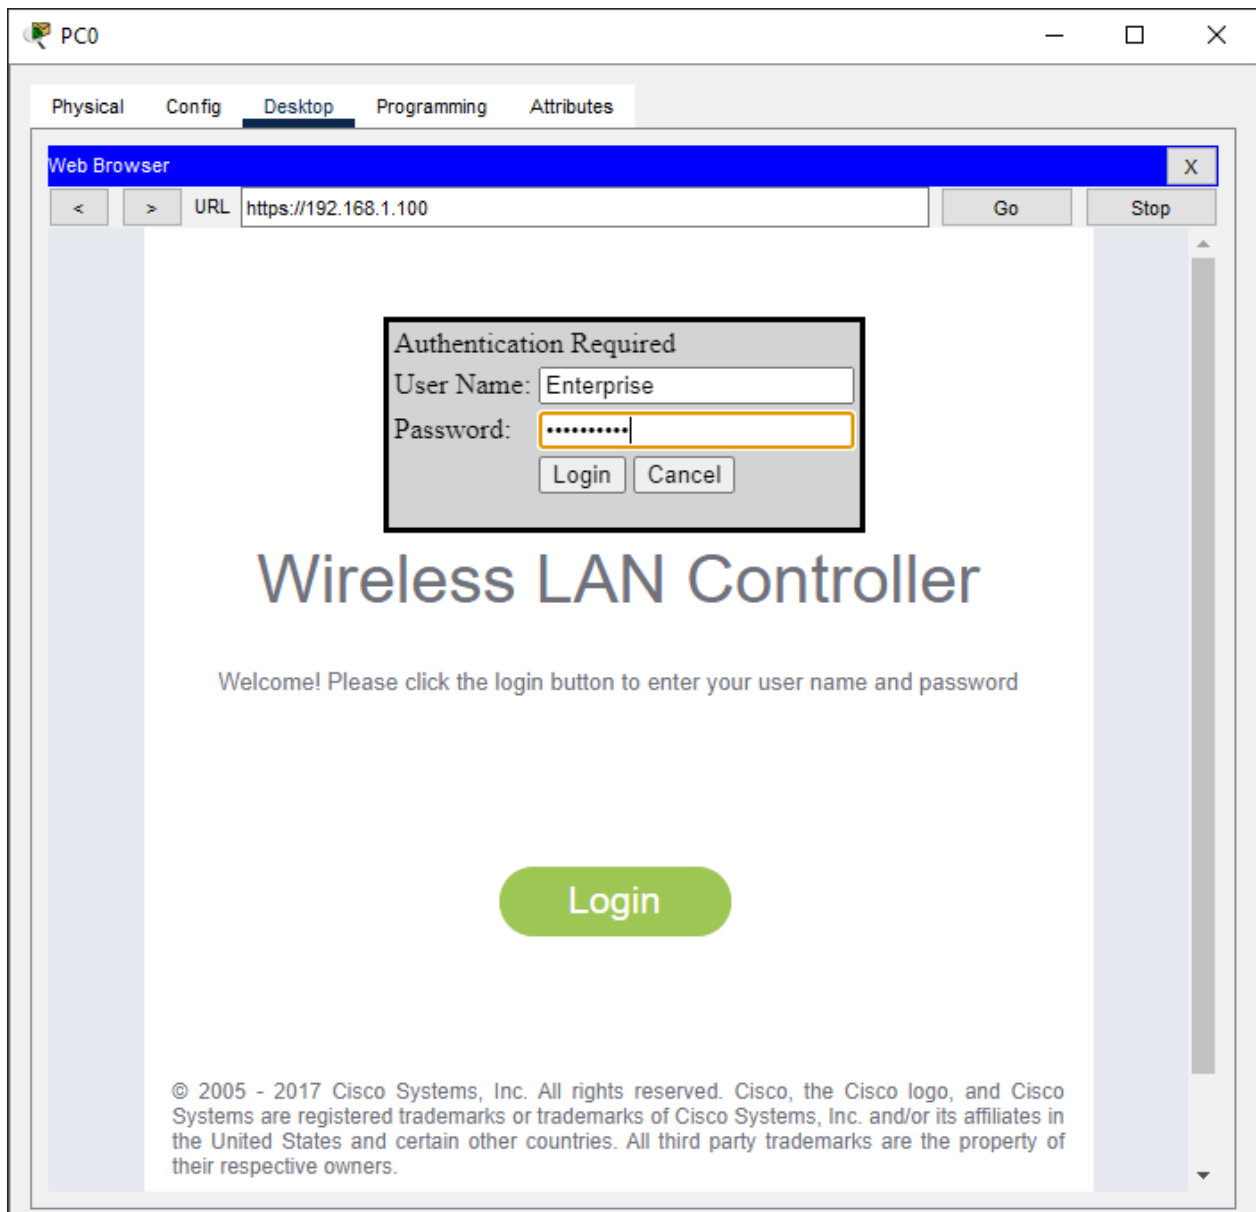 PC0
Physical Config Desktop Programming Attributes
Web Browser X
< > URL https://192.168.1.100 Go Stop
Authentication Required
User Name: Enterprise
Password: ••••••••••
Login Cancel
Wireless LAN Controller
Welcome! Please click the login button to enter your user name and password
Login
© 2005 - 2017 Cisco Systems, Inc. All rights reserved. Cisco, the Cisco logo, and Cisco
Systems are registered trademarks or trademarks of Cisco Systems, Inc. and/or its affiliates in
the United States and certain other countries. All third party trademarks are the property of
their respective owners.